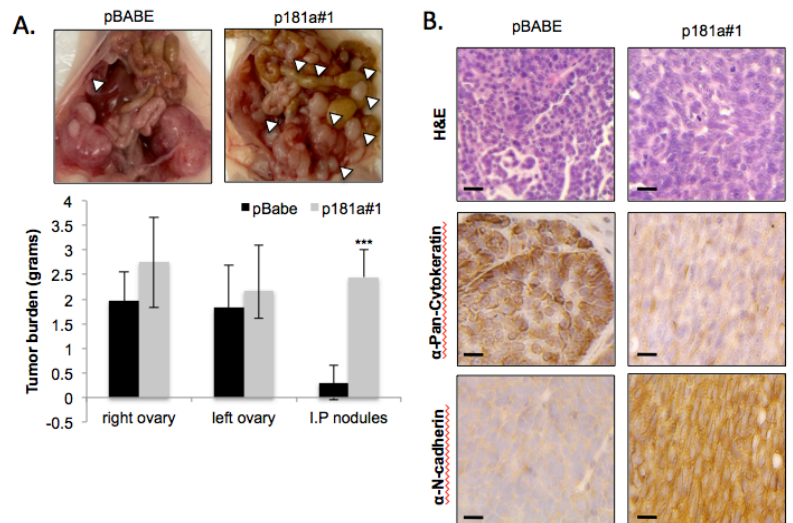 A.
pBABE
p181a#1
Tumor burden (grams)
4
3.5
3
2.5
2
1.5
1
0.5
0
-0.5
pBabe
p181a#1
***
right ovary
left ovary
I.P nodules
B.
pBABE
p181a#1
H&E
α-Pan-Cytokeratin
α-N-cadherin